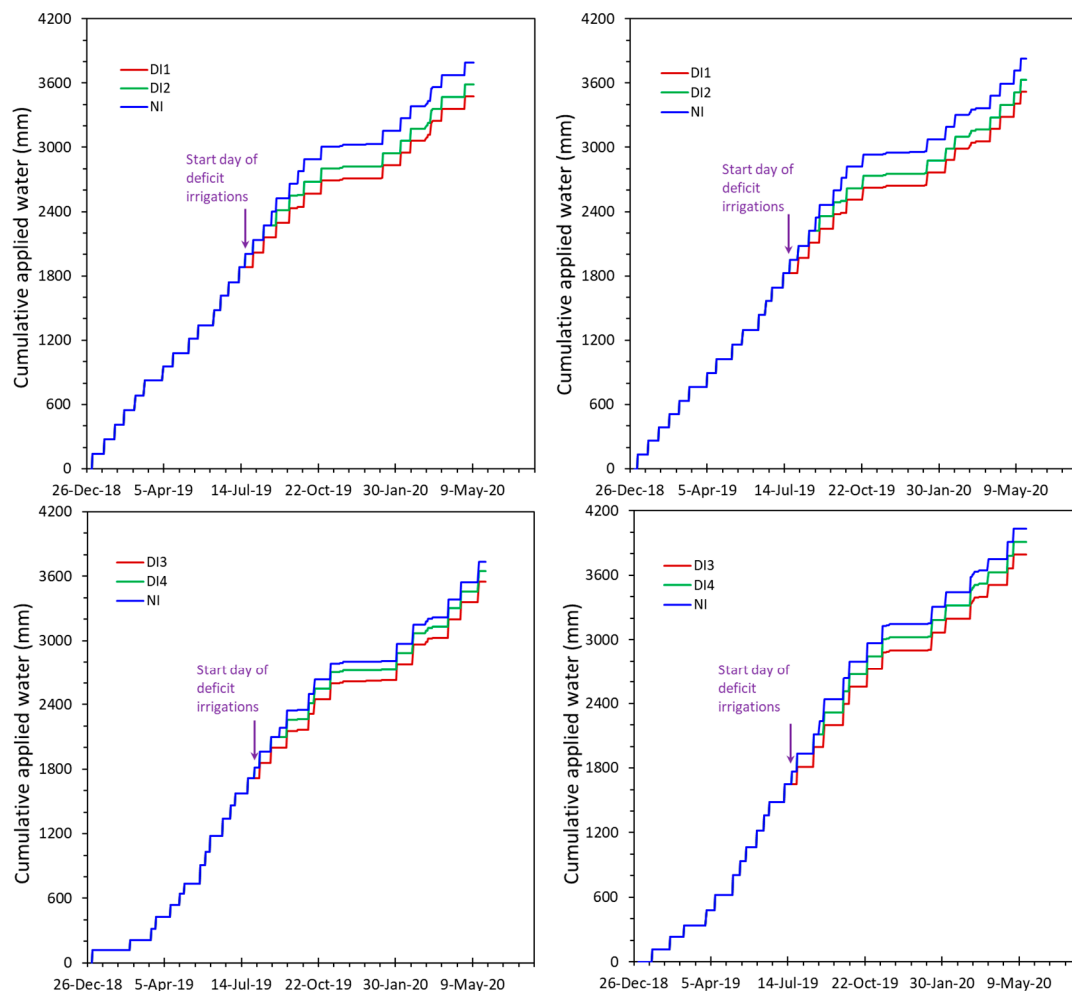 Cumulative applied water (mm)
4200
3600
3000
2400
1800
1200
600
0
DI1
DI2
NI
Start day of
deficit
irrigations
26-Dec-18 5-Apr-19 14-Jul-19 22-Oct-19 30-Jan-20 9-May-20
Cumulative applied water (mm)
4200
3600
3000
2400
1800
1200
600
0
DI1
DI2
NI
Start day of
deficit
irrigations
26-Dec-18 5-Apr-19 14-Jul-19 22-Oct-19 30-Jan-20 9-May-20
Cumulative applied water (mm)
4200
3600
3000
2400
1800
1200
600
0
DI3
DI4
NI
Start day of
deficit
irrigations
26-Dec-18 5-Apr-19 14-Jul-19 22-Oct-19 30-Jan-20 9-May-20
Cumulative applied water (mm)
4200
3600
3000
2400
1800
1200
600
0
DI3
DI4
NI
Start day of
deficit
irrigations
26-Dec-18 5-Apr-19 14-Jul-19 22-Oct-19 30-Jan-20 9-May-20